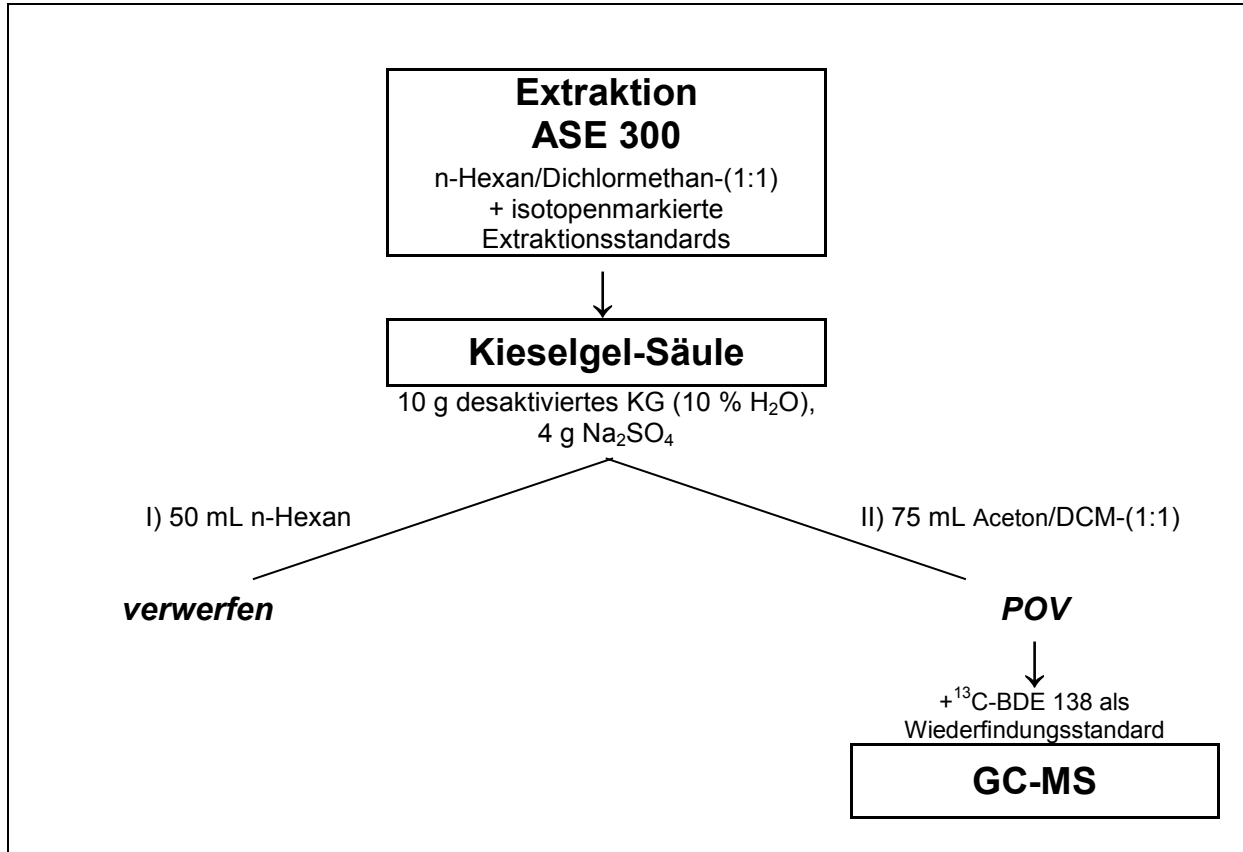 Extraktion
ASE 300
n-Hexan/Dichlormethan-(1:1)
+ isotopenmarkierte
Extraktionsstandards
↓
Kieselgel-Säule
10 g desaktiviertes KG (10 % H₂O),
4 g Na₂SO₄
I) 50 mL n-Hexan
II) 75 mL Aceton/DCM-(1:1)
verwerfen
POV
↓
+¹³C-BDE 138 als
Wiederfindungsstandard
GC-MS